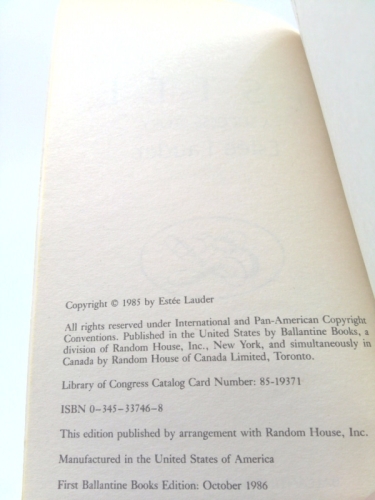 Copyright © 1985 by Estée Lauder
All rights reserved under International and Pan-American Copyright
Conventions. Published in the United States by Ballantine Books, a
division of Random House, Inc., New York, and simultaneously in
Canada by Random House of Canada Limited, Toronto.
Library of Congress Catalog Card Number: 85-19371
ISBN 0-345-33746-8
This edition published by arrangement with Random House, Inc.
Manufactured in the United States of America
First Ballantine Books Edition: October 1986